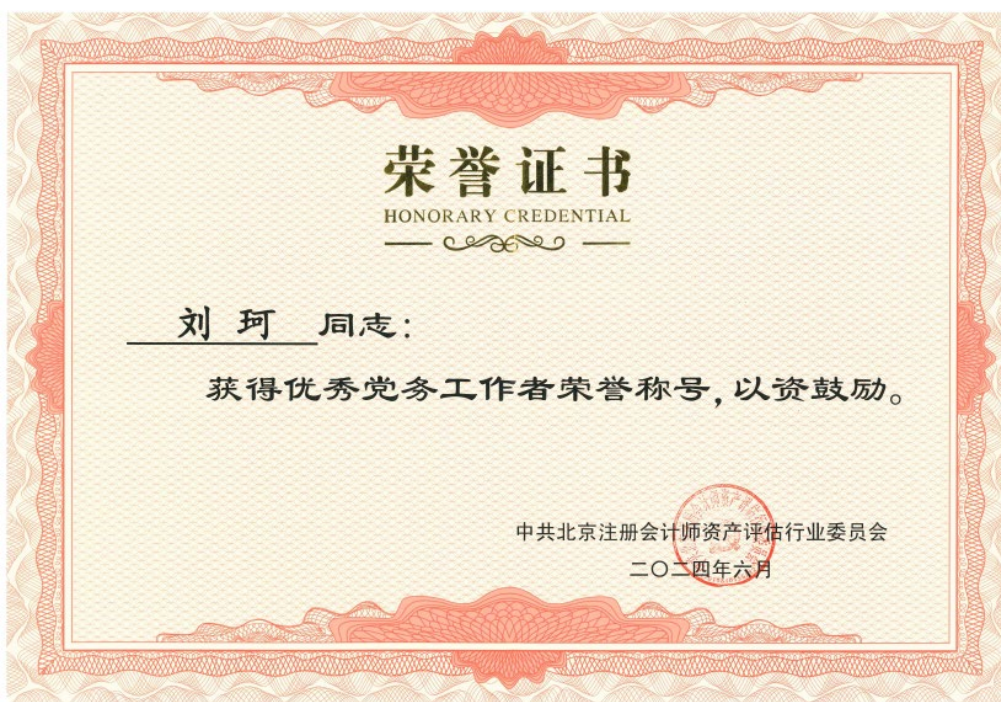 荣誉证书
HONORARY CREDENTIAL
刘珂 同志：
获得优秀党务工作者荣誉称号，以资鼓励。
中共北京注册会计师资产评估行业委员会
二〇二四年六月